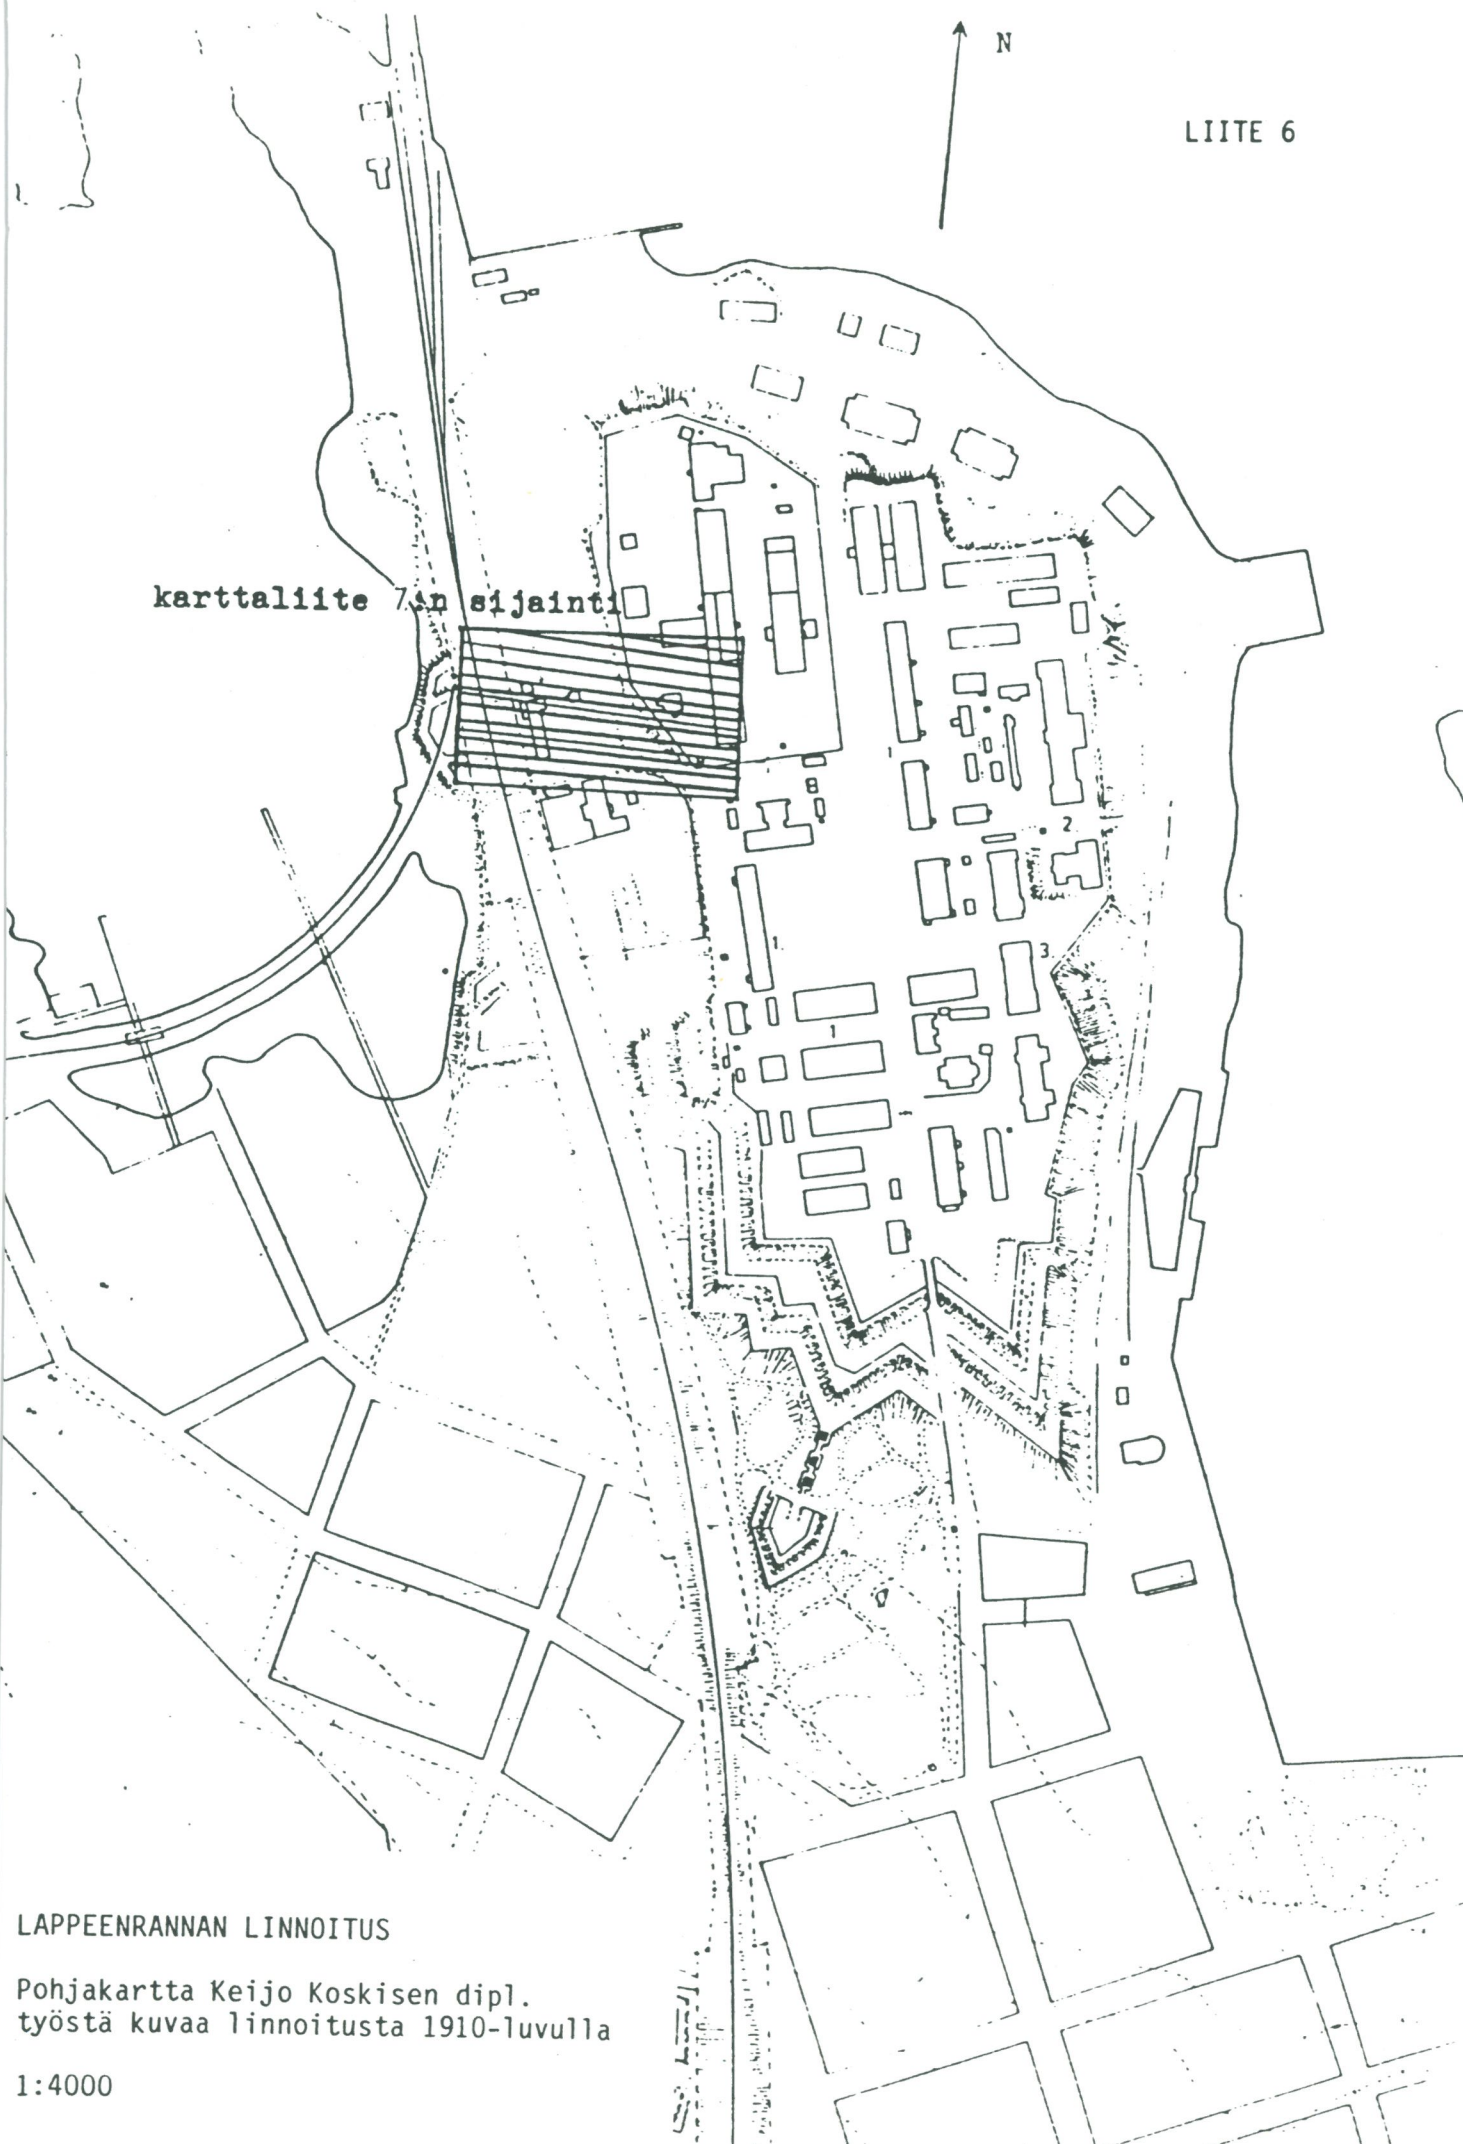 N
LIITE 6
karttaliite 7:n sijainti
2
1
3
1
LAPPEENRANNAN LINNOITUS
Pohjakartta Keijo Koskisen dipl.
työstä kuvaa linnoitusta 1910-luvulla
1:4000